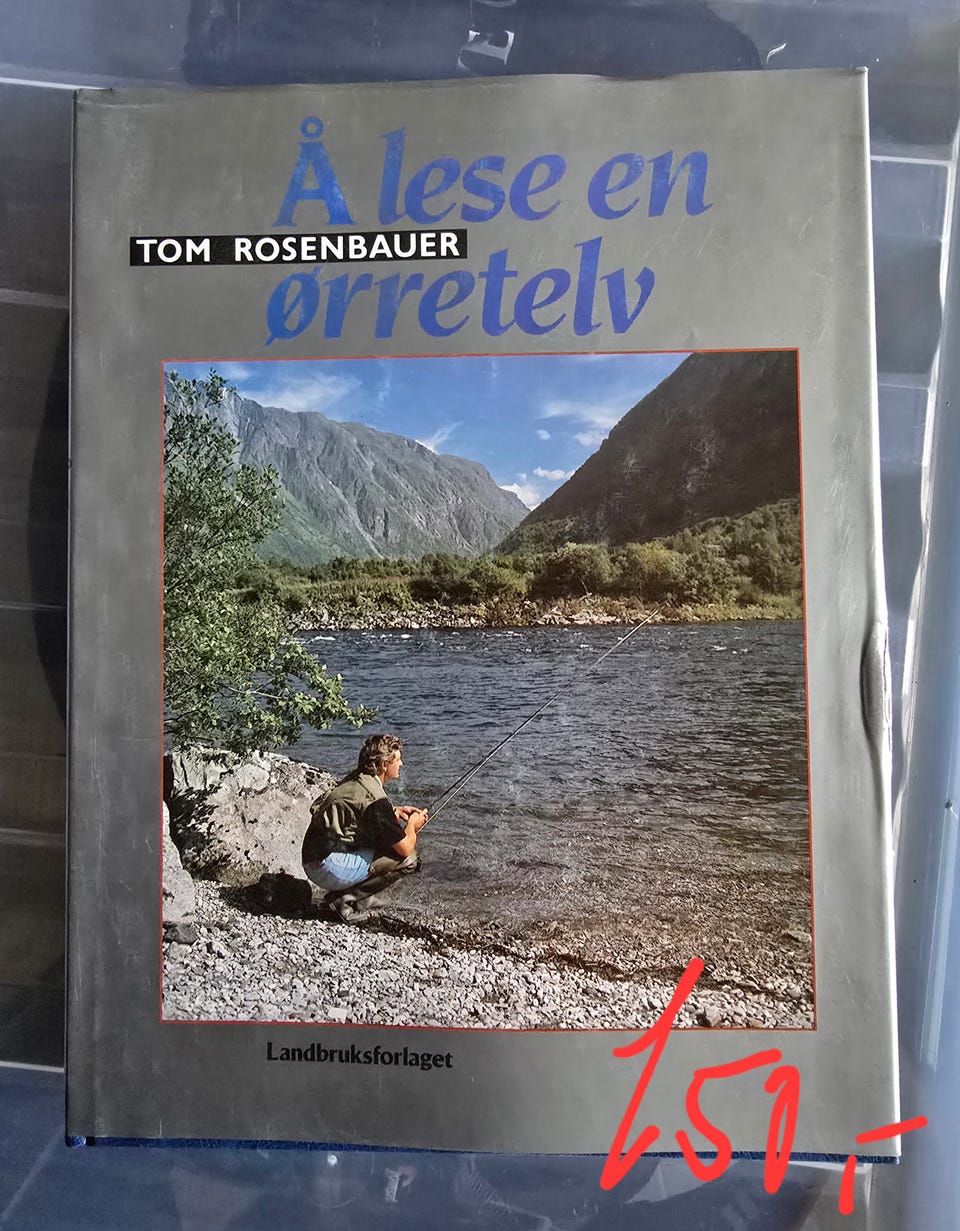 Å lese en
TOM ROSENBAUER
ørretelv
Landbruksforlaget
150,-